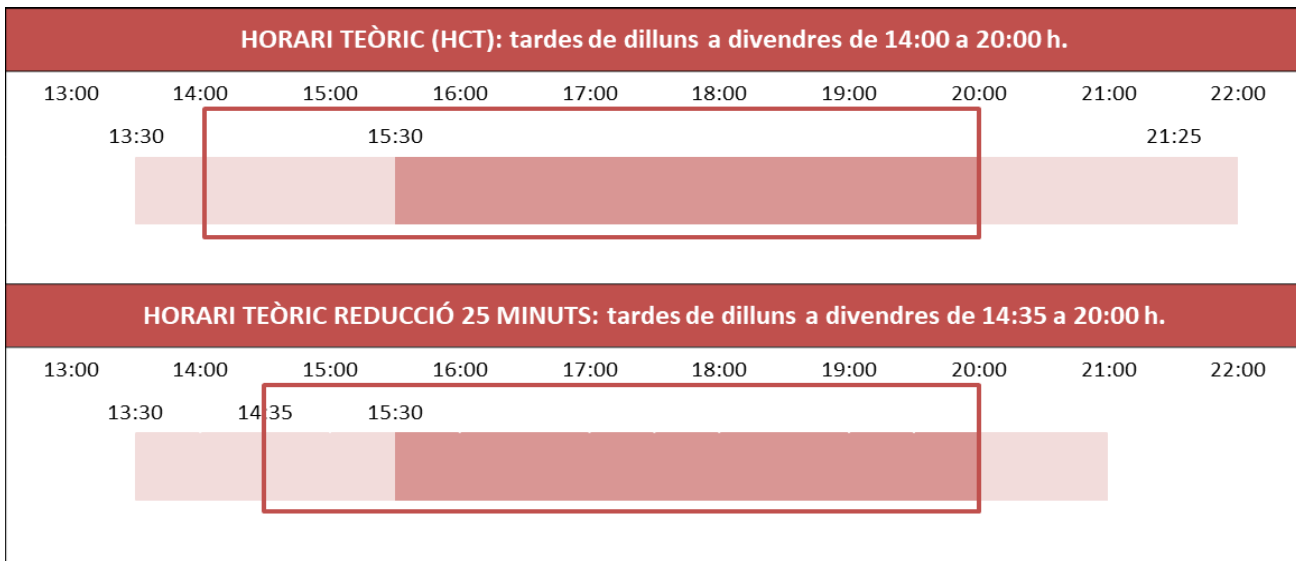 HORARI TEÒRIC (HCT): tardes de dilluns a divendres de 14:00 a 20:00 h.
13:00 14:00 15:00 16:00 17:00 18:00 19:00 20:00 21:00 22:00
13:30 15:30 21:25
HORARI TEÒRIC REDUCCIÓ 25 MINUTS: tardes de dilluns a divendres de 14:35 a 20:00 h.
13:00 14:00 15:00 16:00 17:00 18:00 19:00 20:00 21:00 22:00
13:30 14:35 15:30